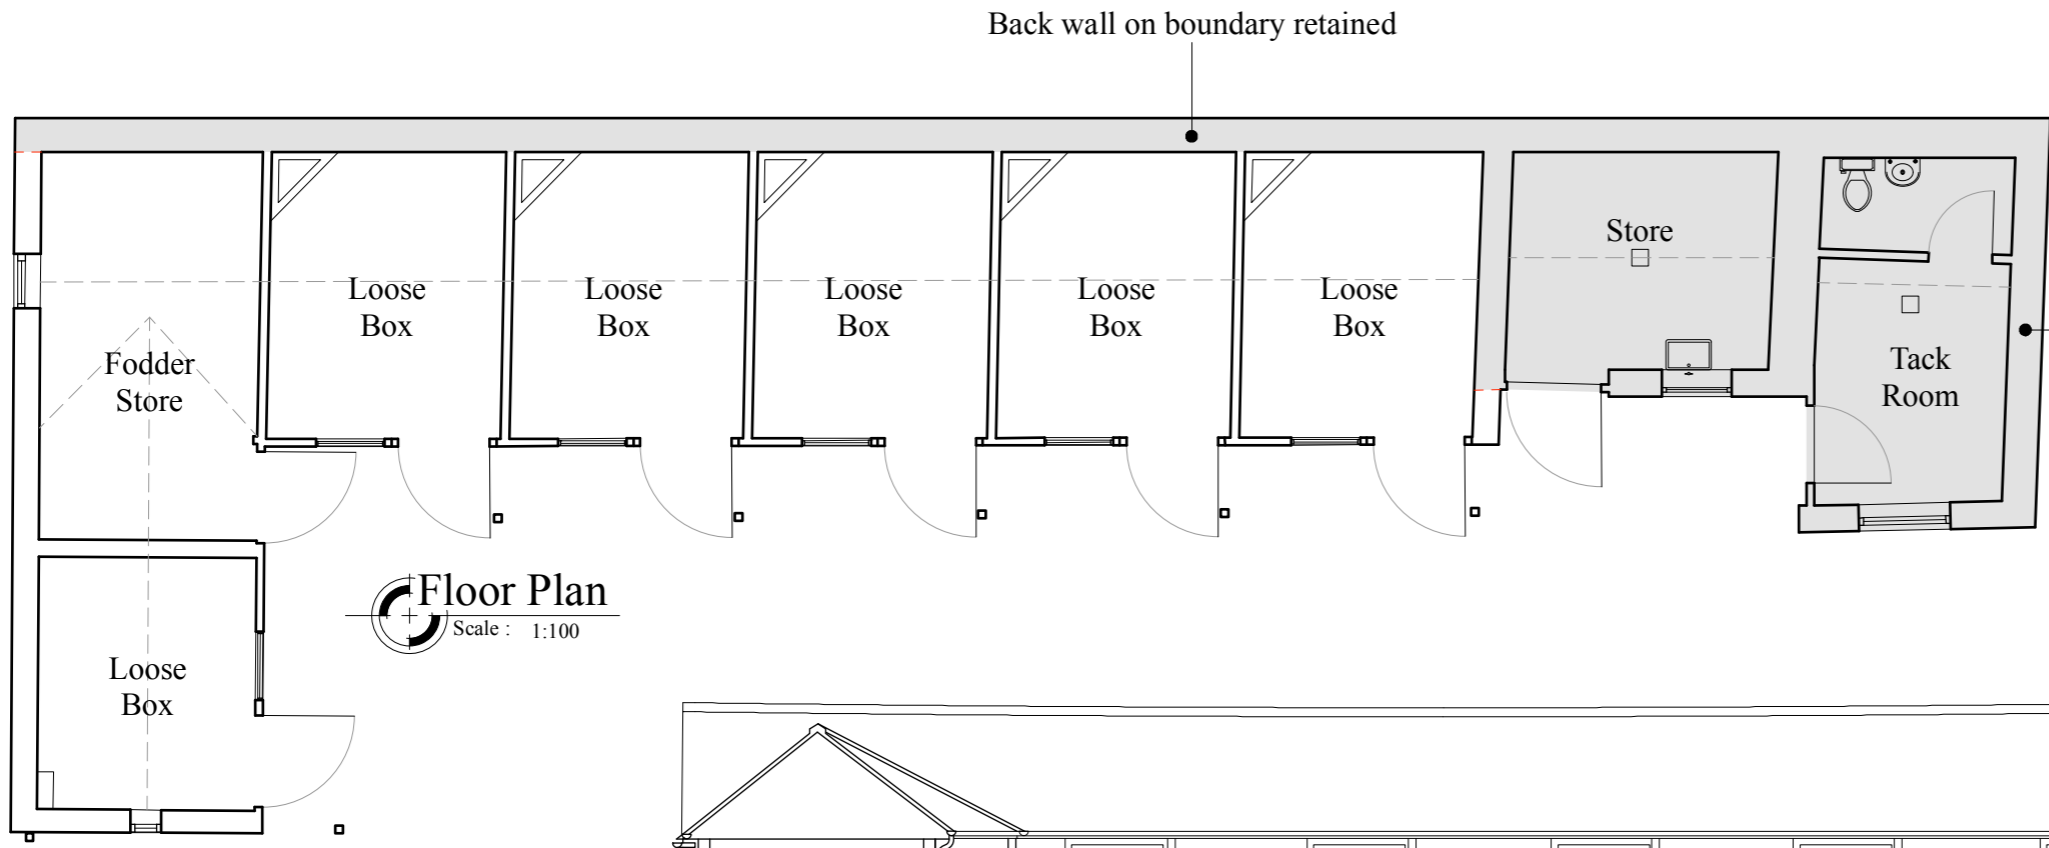 Back wall on boundary retained
Store
Loose
Box
Loose
Box
Loose
Box
Loose
Box
Loose
Box
Fodder
Store
Tack
Room
Floor Plan
Scale : 1:100
Loose
Box